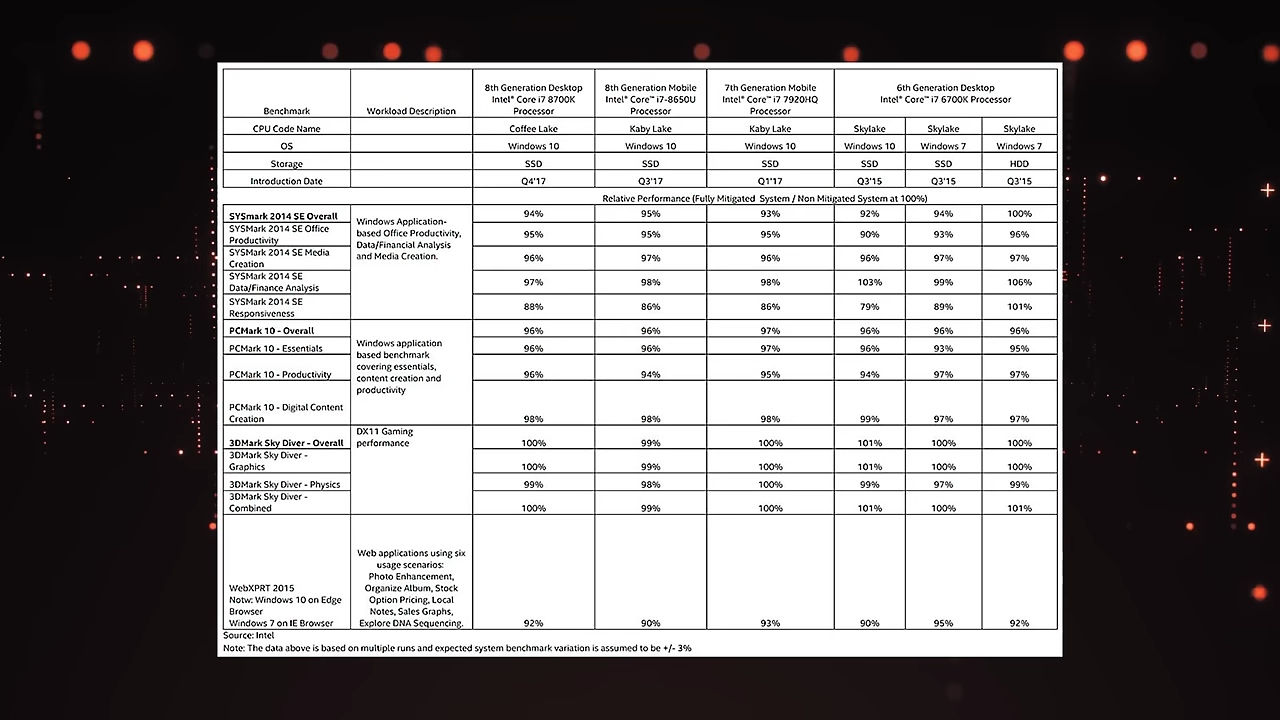 8th Generation Desktop
Intel® Core i7 8700K
Processor
8th Generation Mobile
Intel® Core™ i7-8650U
Processor
7th Generation Mobile
Intel® Core™ i7 7920HQ
Processor
6th Generation Desktop
Intel® Core™ i7 6700K Processor
Benchmark Workload Description
CPU Code Name Coffee Lake Kaby Lake Kaby Lake Skylake Skylake Skylake
OS Windows 10 Windows 10 Windows 10 Windows 10 Windows 7 Windows 7
Storage SSD SSD SSD SSD SSD HDD
Introduction Date Q4'17 Q3'17 Q1'17 Q3'15 Q3'15 Q3'15
Relative Performance (Fully Mitigated System / Non Mitigated System at 100%)
SYSmark 2014 SE Overall 94% 95% 93% 92% 94% 100%
Windows Application-
based Office Productivity,
Data/Financial Analysis
and Media Creation.
SYSMark 2014 SE Office
Productivity 95% 95% 95% 90% 93% 96%
SYSMark 2014 SE Media
Creation 96% 97% 96% 96% 97% 97%
SYSMark 2014 SE
Data/Finance Analysis 97% 98% 98% 103% 99% 106%
SYSMark 2014 SE
Responsiveness 88% 86% 86% 79% 89% 101%
PCMark 10 - Overall 96% 96% 97% 96% 96% 96%
Windows application
based benchmark
covering essentials,
content creation and
productivity
PCMark 10 - Essentials 96% 96% 97% 96% 93% 95%
PCMark 10 - Productivity 96% 94% 95% 94% 97% 97%
PCMark 10 - Digital Content
Creation 98% 98% 98% 99% 97% 97%
DX11 Gaming
performance
3DMark Sky Diver - Overall 100% 99% 100% 101% 100% 100%
3DMark Sky Diver -
Graphics 100% 99% 100% 101% 100% 100%
3DMark Sky Diver - Physics 99% 98% 100% 99% 97% 99%
3DMark Sky Diver -
Combined 100% 99% 100% 101% 100% 101%
WebXPRT 2015
Notw: Windows 10 on Edge
Browser
Windows 7 on IE Browser
Web applications using six
usage scenarios:
Photo Enhancement,
Organize Album, Stock
Option Pricing, Local
Notes, Sales Graphs,
Explore DNA Sequencing.
92% 90% 93% 90% 95% 92%
Source: Intel
Note: The data above is based on multiple runs and expected system benchmark variation is assumed to be +/- 3%